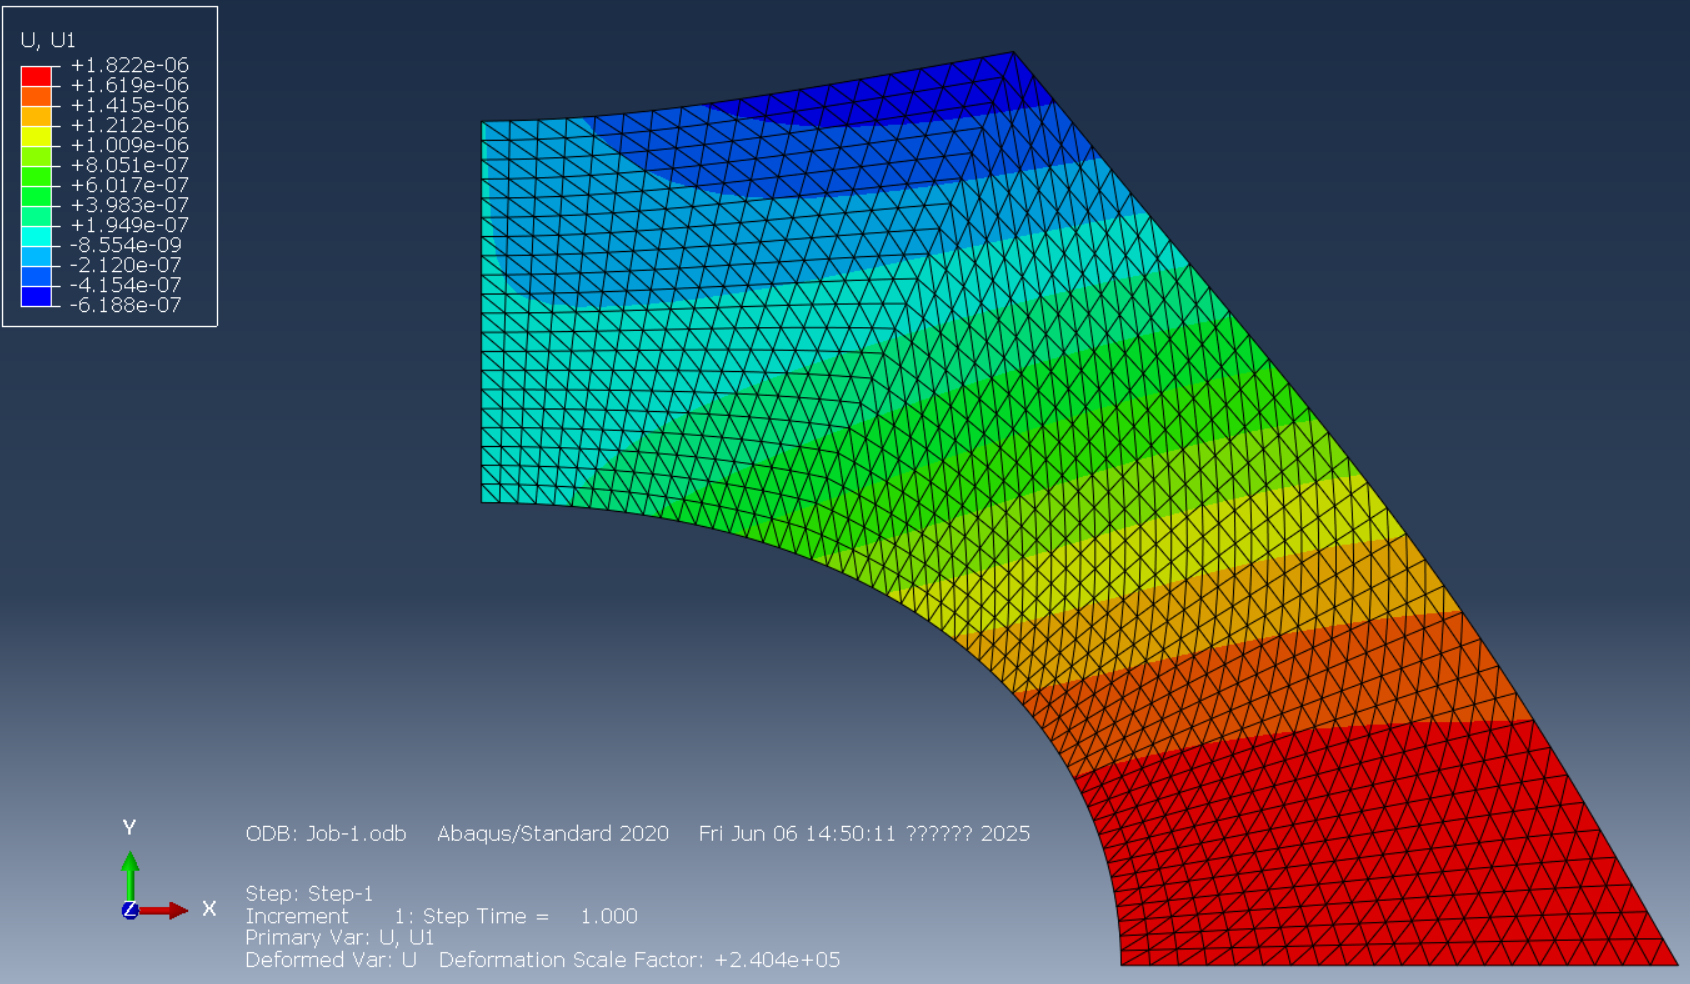 U, U1
+1.822e-06
+1.619e-06
+1.415e-06
+1.212e-06
+1.009e-06
+8.051e-07
+6.017e-07
+3.983e-07
+1.949e-07
-8.554e-09
-2.120e-07
-4.154e-07
-6.188e-07
Y
Z
X
ODB: Job-1.odb Abaqus/Standard 2020 Fri Jun 06 14:50:11 ?????? 2025
Step: Step-1
Increment 1: Step Time = 1.000
Primary Var: U, U1
Deformed Var: U Deformation Scale Factor: +2.404e+05